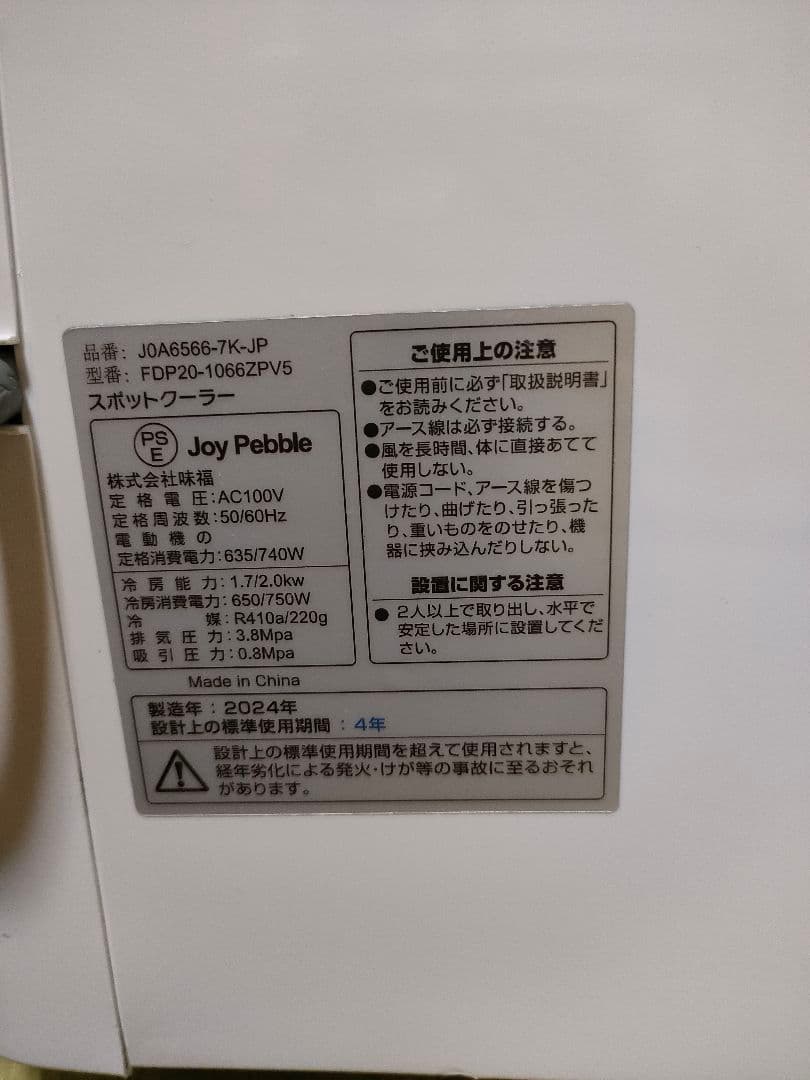 品番: J0A6566-7K-JP
型番: FDP20-1066ZPV5
スポットクーラー
PS
E
Joy Pebble
株式会社味福
定格電圧:AC100V
定格周波数:50/60Hz
電動機の
定格消費電力:635/740W
冷房能力:1.7/2.0kw
冷房消費電力:650/750W
冷媒:R410a/220g
排気圧力:3.8Mpa
吸引圧力:0.8Mpa
Made in China
ご使用上の注意
●ご使用前に必ず「取扱説明書」
をお読みください。
●アース線は必ず接続する。
●風を長時間、体に直接あてて
使用しない。
●電源コード、アース線を傷つ
けたり、曲げたり、引っ張った
り、重いものをのせたり、機
器に挟み込んだりしない。
設置に関する注意
●2人以上で取り出し、水平で
安定した場所に設置してくだ
さい。
製造年:2024年
設計上の標準使用期間:4年
設計上の標準使用期間を超えて使用されますと、
経年劣化による発火・けが等の事故に至るおそれ
があります。